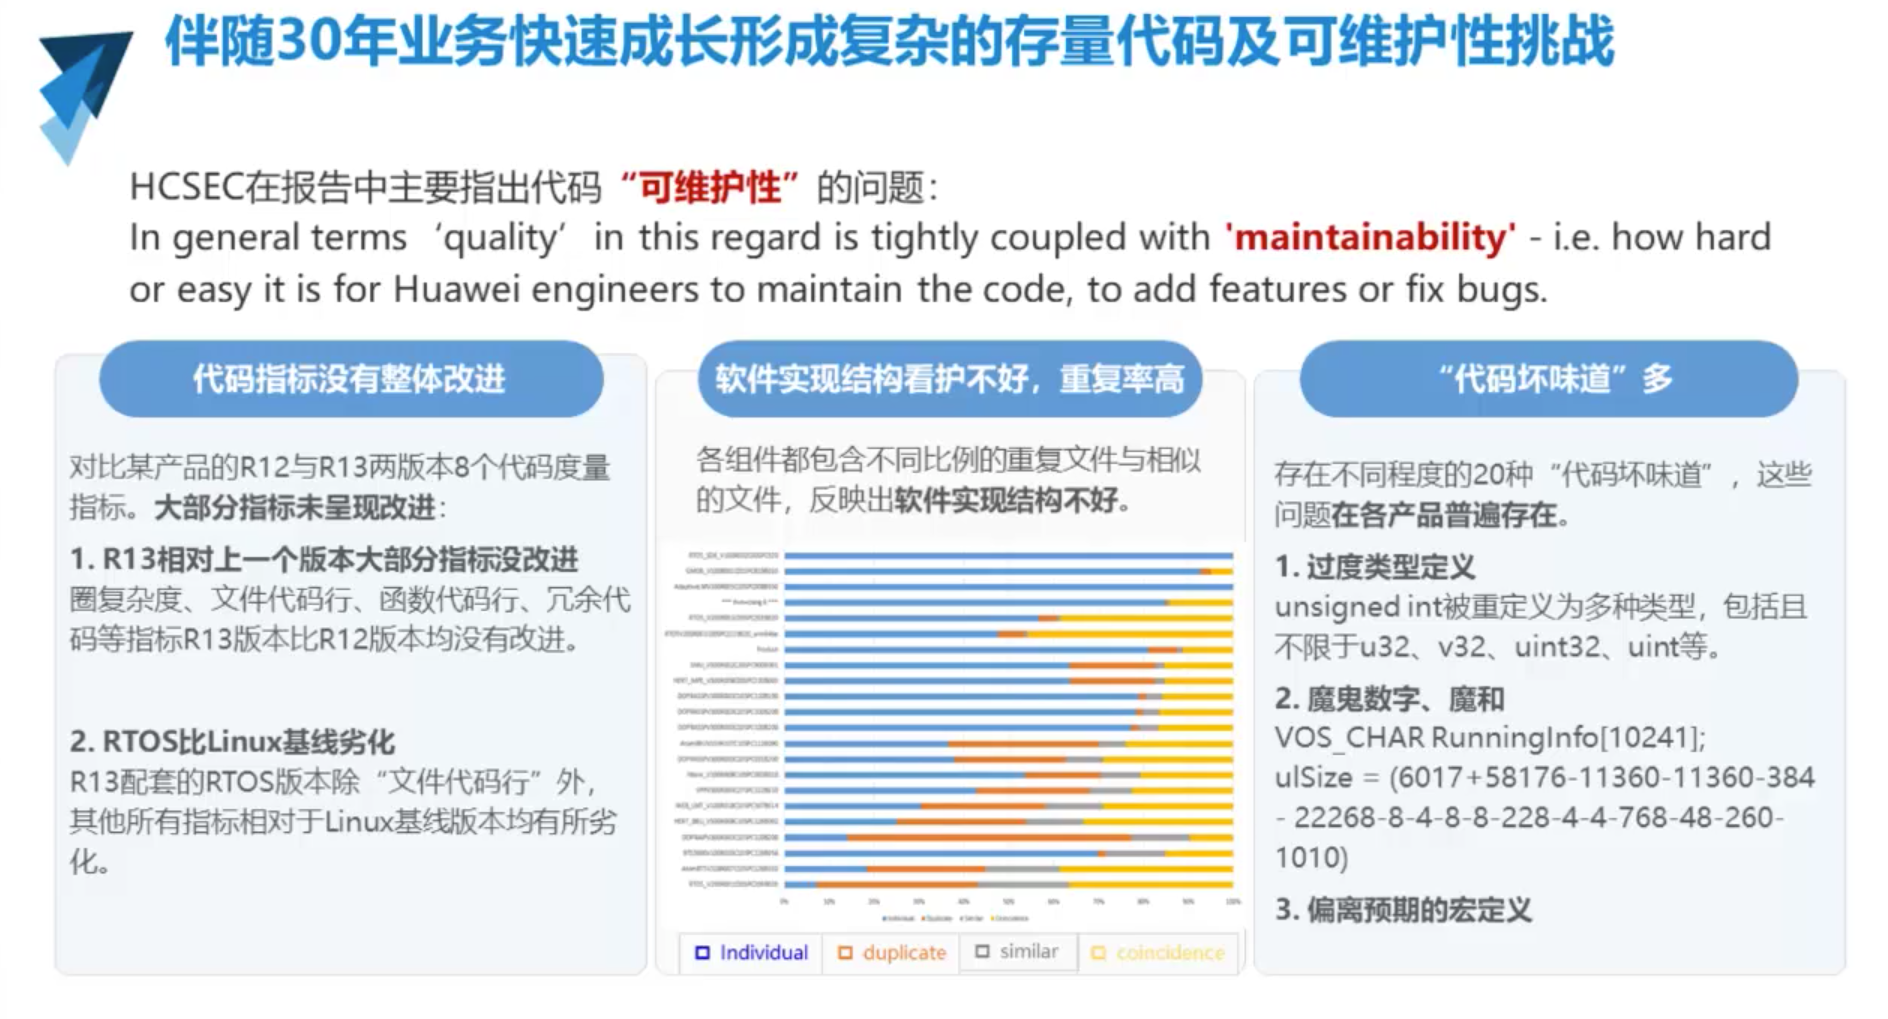 伴随30年业务快速成长形成复杂的存量代码及可维护性挑战
HCSEC在报告中主要指出代码“可维护性”的问题：
In general terms‘quality’in this regard is tightly coupled with 'maintainability' - i.e. how hard
or easy it is for Huawei engineers to maintain the code, to add features or fix bugs.
代码指标没有整体改进
对比某产品的R12与R13两版本8个代码度量
指标。大部分指标未呈现改进：
1. R13相对上一个版本大部分指标没改进
圈复杂度、文件代码行、函数代码行、冗余代
码等指标R13版本比R12版本均没有改进。
2. RTOS比Linux基线劣化
R13配套的RTOS版本除“文件代码行”外，
其他所有指标相对于Linux基线版本均有所劣
化。
软件实现结构看护不好，重复率高
各组件都包含不同比例的重复文件与相似
的文件，反映出软件实现结构不好。
0% 10% 20% 30% 40% 50% 60% 70% 80% 90% 100%
Individual duplicate similar coincidence
“代码坏味道”多
存在不同程度的20种“代码坏味道”，这些
问题在各产品普遍存在。
1. 过度类型定义
unsigned int被重定义为多种类型，包括且
不限于u32、v32、uint32、uint等。
2. 魔鬼数字、魔和
VOS_CHAR RunningInfo[10241];
ulSize = (6017+58176-11360-11360-384
- 22268-8-4-8-8-228-4-4-768-48-260-
1010)
3. 偏离预期的宏定义